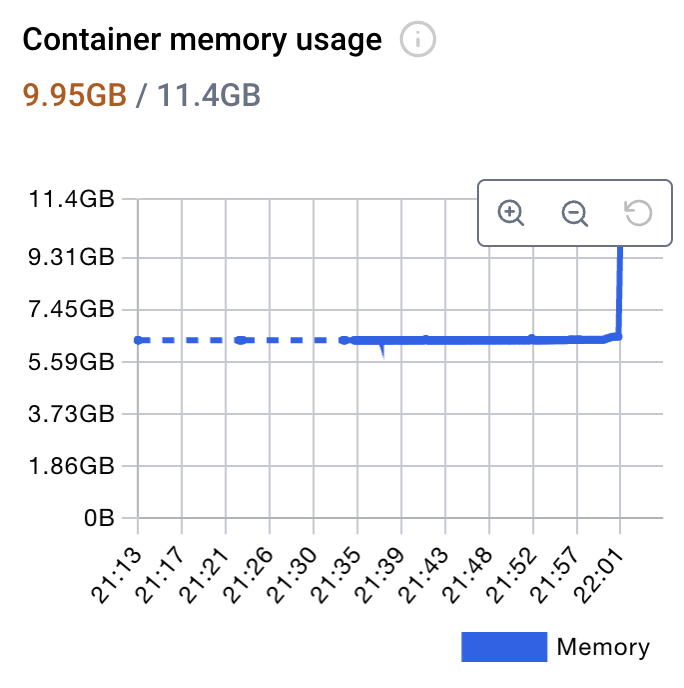 Container memory usage
9.95GB / 11.4GB
11.4GB
9.31GB
7.45GB
5.59GB
3.73GB
1.86GB
0B
21:13
21:17
21:21
21:26
21:30
21:35
21:39
21:43
21:48
21:52
21:57
22:01
Memory